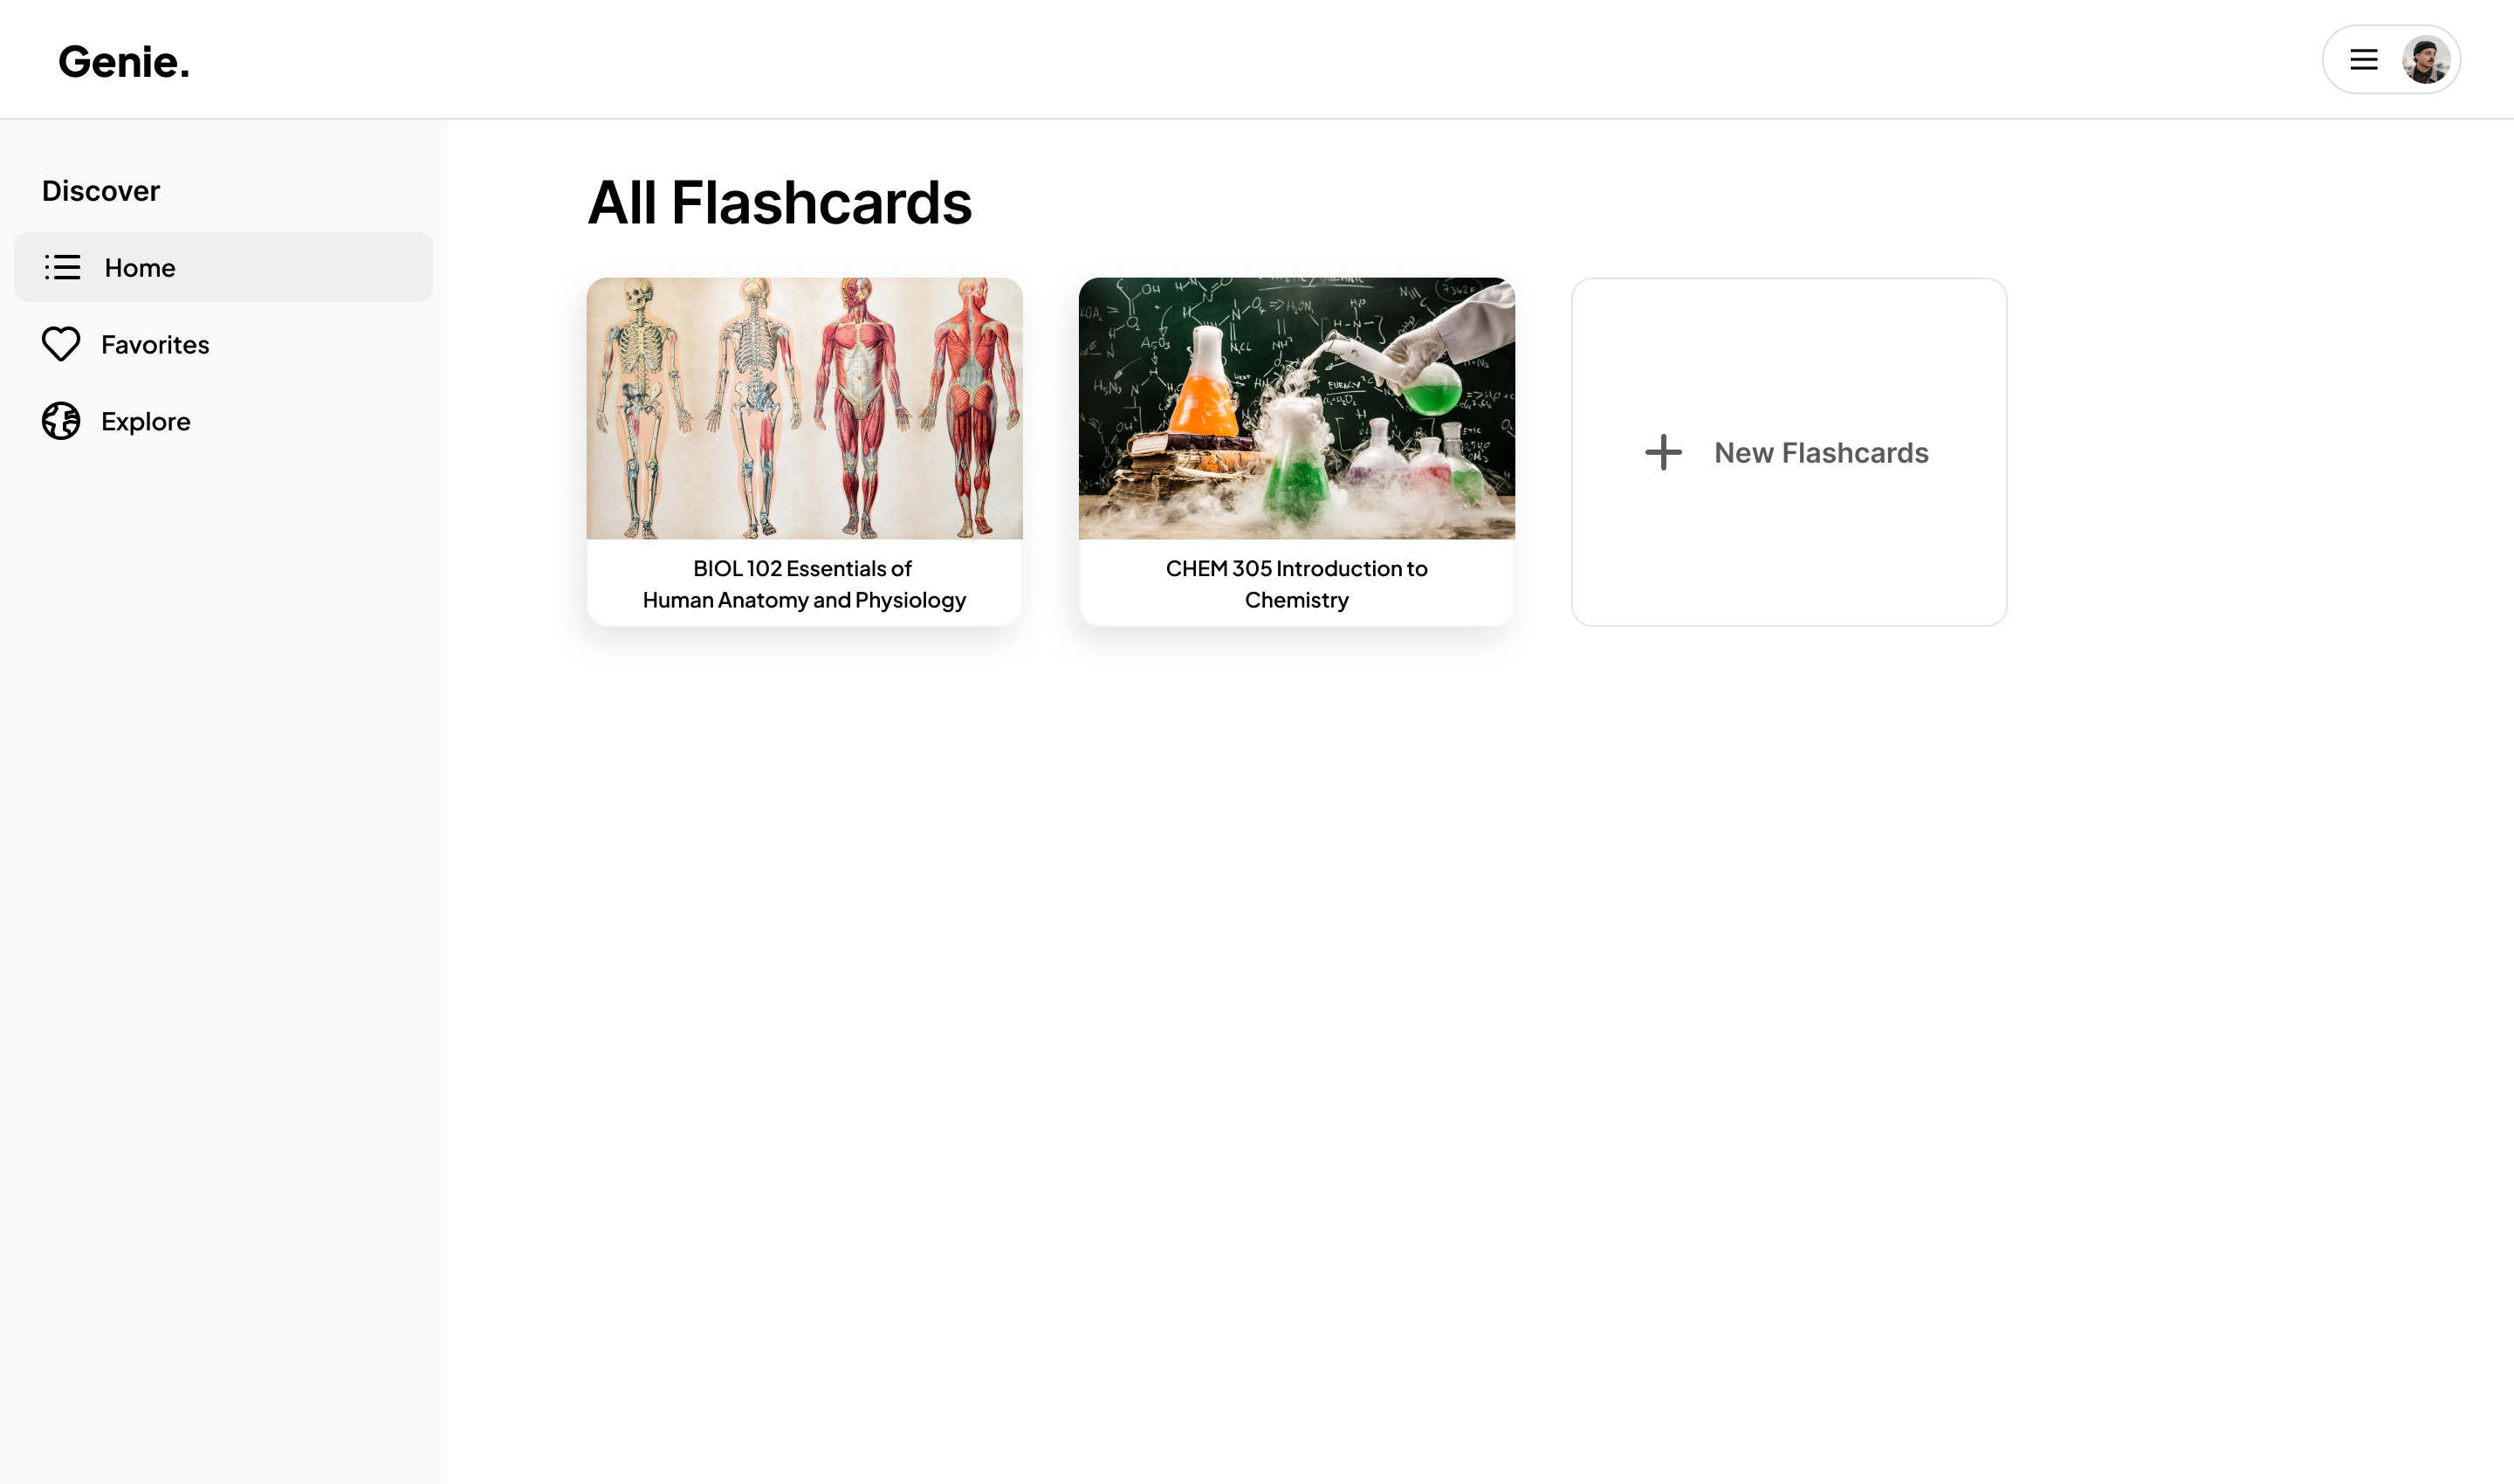 Genie.
Discover
Home
Favorites
Explore
All Flashcards
BIOL 102 Essentials of
Human Anatomy and Physiology
CHEM 305 Introduction to
Chemistry
New Flashcards